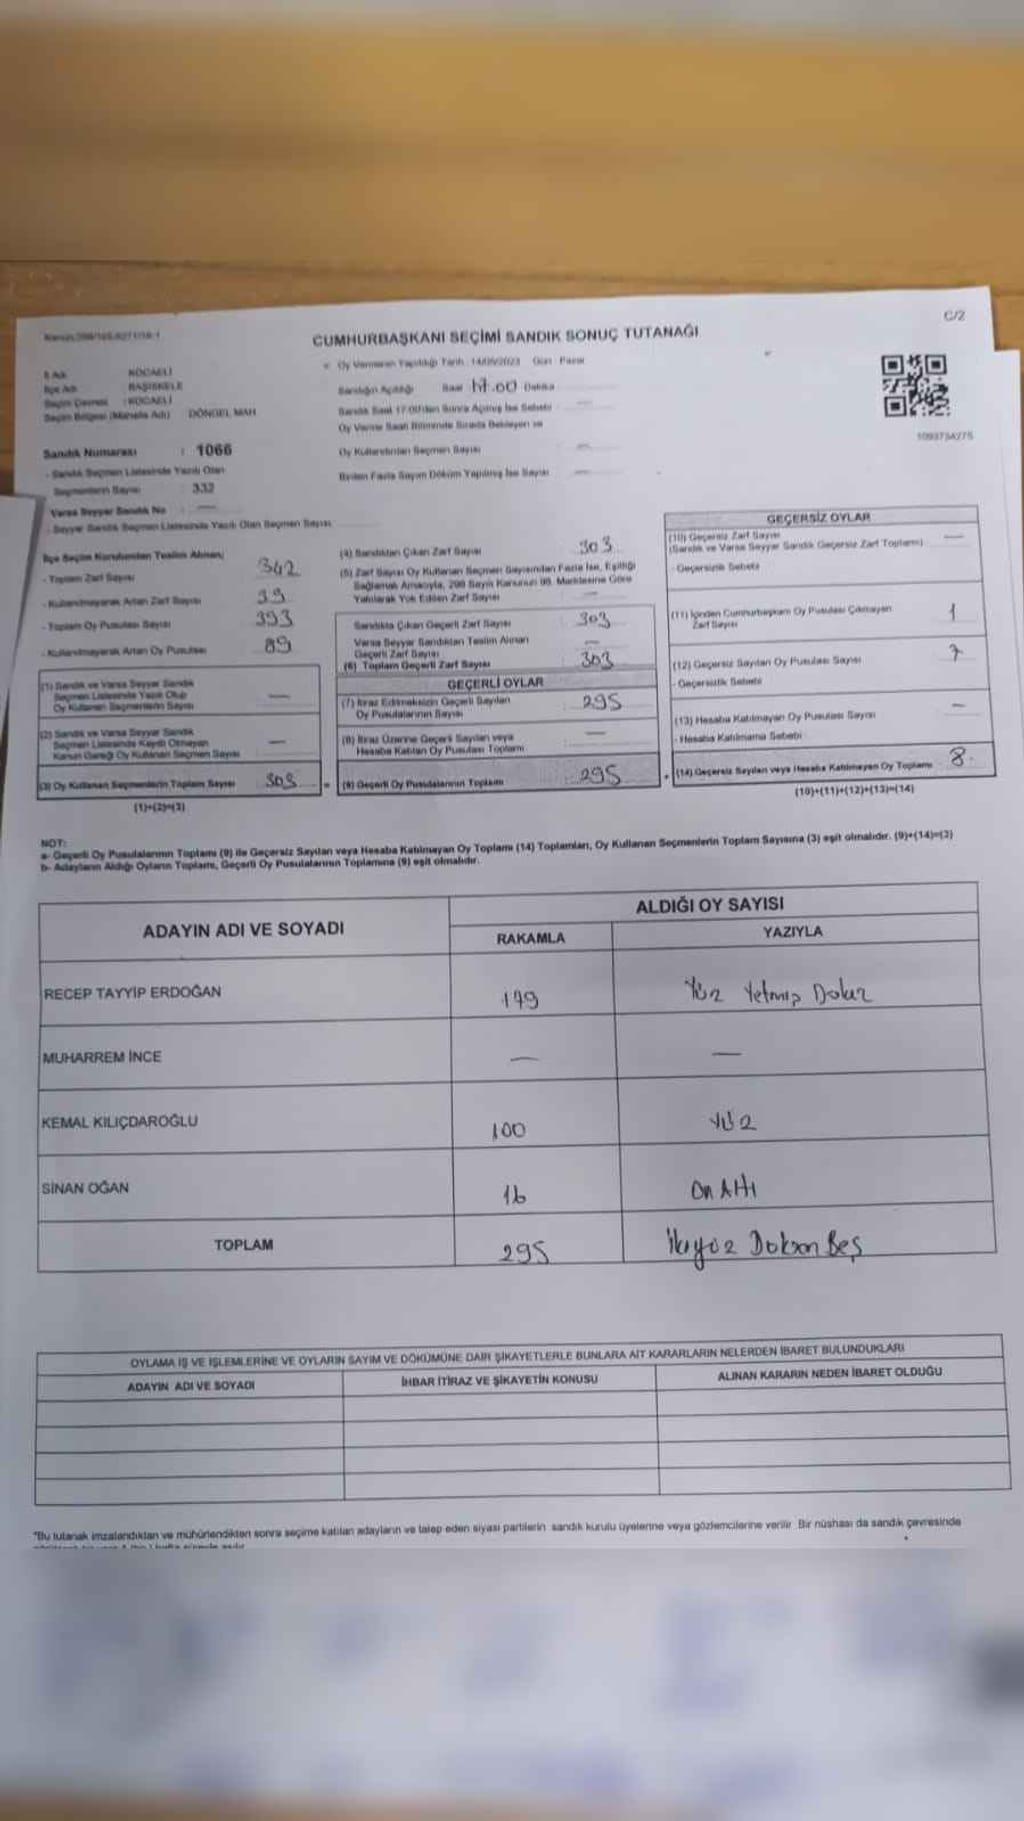 C/2
CUMHURBAŞKANI SEÇİMİ SANDIK SONUÇ TUTANAĞI
İl Adı KOCAELİ
İlçe Adı BAŞİSKELE
Seçim Çevresi : KOCAELİ
Seçim Bölgesi (Mahalle Adı) DÖNGEL MAH
Sandık Numarası : 1066
- Sandık Seçmen Listesinde Yazılı Olan
Seçmenlerin Sayısı : 332
Varsa Seyyar Sandık No —
- Seyyar Sandık Seçmen Listesinde Yazılı Olan Seçmen Sayısı
Oy Vermenin Yapıldığı Tarih : 14/05/2023 Gün : Pazar
Sandığın Açıldığı Saat 17.00 Dakika
Sandık Saat 17.00'den Sonra Açılmış İse Sebebi —
Oy Verme Saati Bitiminde Sırada Bekleyen ve
Oy Kullandırılan Seçmen Sayısı —
Birden Fazla Sayım Döküm Yapılmış İse Sayısı —
1093734275
İlçe Seçim Kurulundan Teslim Alınan;
- Toplam Zarf Sayısı 342
- Kullanılmayarak Artan Zarf Sayısı 39
- Toplam Oy Pusulası Sayısı 393
- Kullanılmayarak Artan Oy Pusulası 89
(1) Sandık ve Varsa Seyyar Sandık
Seçmen Listesinde Yazılı Olup
Oy Kullanan Seçmenlerin Sayısı —
(2) Sandık ve Varsa Seyyar Sandık
Seçmen Listesinde Kayıtlı Olmayan
Kanun Gereği Oy Kullanan Seçmen Sayısı —
(3) Oy Kullanan Seçmenlerin Toplam Sayısı 303
(1)+(2)=(3)
(4) Sandıktan Çıkan Zarf Sayısı 303
(5) Zarf Sayısı Oy Kullanan Seçmen Sayısından Fazla İse, Eşitliği
Sağlamak Amacıyla, 298 Sayılı Kanunun 98. Maddesine Göre
Yakılarak Yok Edilen Zarf Sayısı —
Sandıkta Çıkan Geçerli Zarf Sayısı 303
Varsa Seyyar Sandıktan Teslim Alınan
Geçerli Zarf Sayısı —
(6) Toplam Geçerli Zarf Sayısı 303
GEÇERLİ OYLAR
(7) İtiraz Edilmeksizin Geçerli Sayılan
Oy Pusulalarının Sayısı 295
(8) İtiraz Üzerine Geçerli Sayılan veya
Hesaba Katılan Oy Pusulası Toplamı —
= (9) Geçerli Oy Pusulalarının Toplamı 295
GEÇERSİZ OYLAR
(10) Geçersiz Zarf Sayısı —
(Sandık ve Varsa Seyyar Sandık Geçersiz Zarf Toplamı)
- Geçersizlik Sebebi
(11) İçinden Cumhurbaşkanı Oy Pusulası Çıkmayan
Zarf Sayısı 1
(12) Geçersiz Sayılan Oy Pusulası Sayısı 7
- Geçersizlik Sebebi
(13) Hesaba Katılmayan Oy Pusulası Sayısı —
- Hesaba Katılmama Sebebi
+ (14) Geçersiz Sayılan veya Hesaba Katılmayan Oy Toplamı 8
(10)+(11)+(12)+(13)=(14)
NOT:
a- Geçerli Oy Pusulalarının Toplamı (9) ile Geçersiz Sayılan veya Hesaba Katılmayan Oy Toplamı (14) Toplamları, Oy Kullanan Seçmenlerin Toplam Sayısına (3) eşit olmalıdır. (9)+(14)=(3)
b- Adayların Aldığı Oyların Toplamı, Geçerli Oy Pusulalarının Toplamına (9) eşit olmalıdır.
ADAYIN ADI VE SOYADI
ALDIĞI OY SAYISI
RAKAMLA YAZIYLA
RECEP TAYYİP ERDOĞAN 179 Yüz Yetmiş Dokuz
MUHARREM İNCE — —
KEMAL KILIÇDAROĞLU 100 Yüz
SİNAN OĞAN 16 On Altı
TOPLAM 295 İkiyüz Doksan Beş
OYLAMA İŞ VE İŞLEMLERİNE VE OYLARIN SAYIM VE DÖKÜMÜNE DAİR ŞİKAYETLERLE BUNLARA AİT KARARLARIN NELERDEN İBARET BULUNDUKLARI
ADAYIN ADI VE SOYADI İHBAR İTİRAZ VE ŞİKAYETİN KONUSU ALINAN KARARIN NEDEN İBARET OLDUĞU
*Bu tutanak imzalandıktan ve mühürlendikten sonra seçime katılan adayların ve talep eden siyasi partilerin sandık kurulu üyelerine veya gözlemcilerine verilir. Bir nüshası da sandık çevresinde